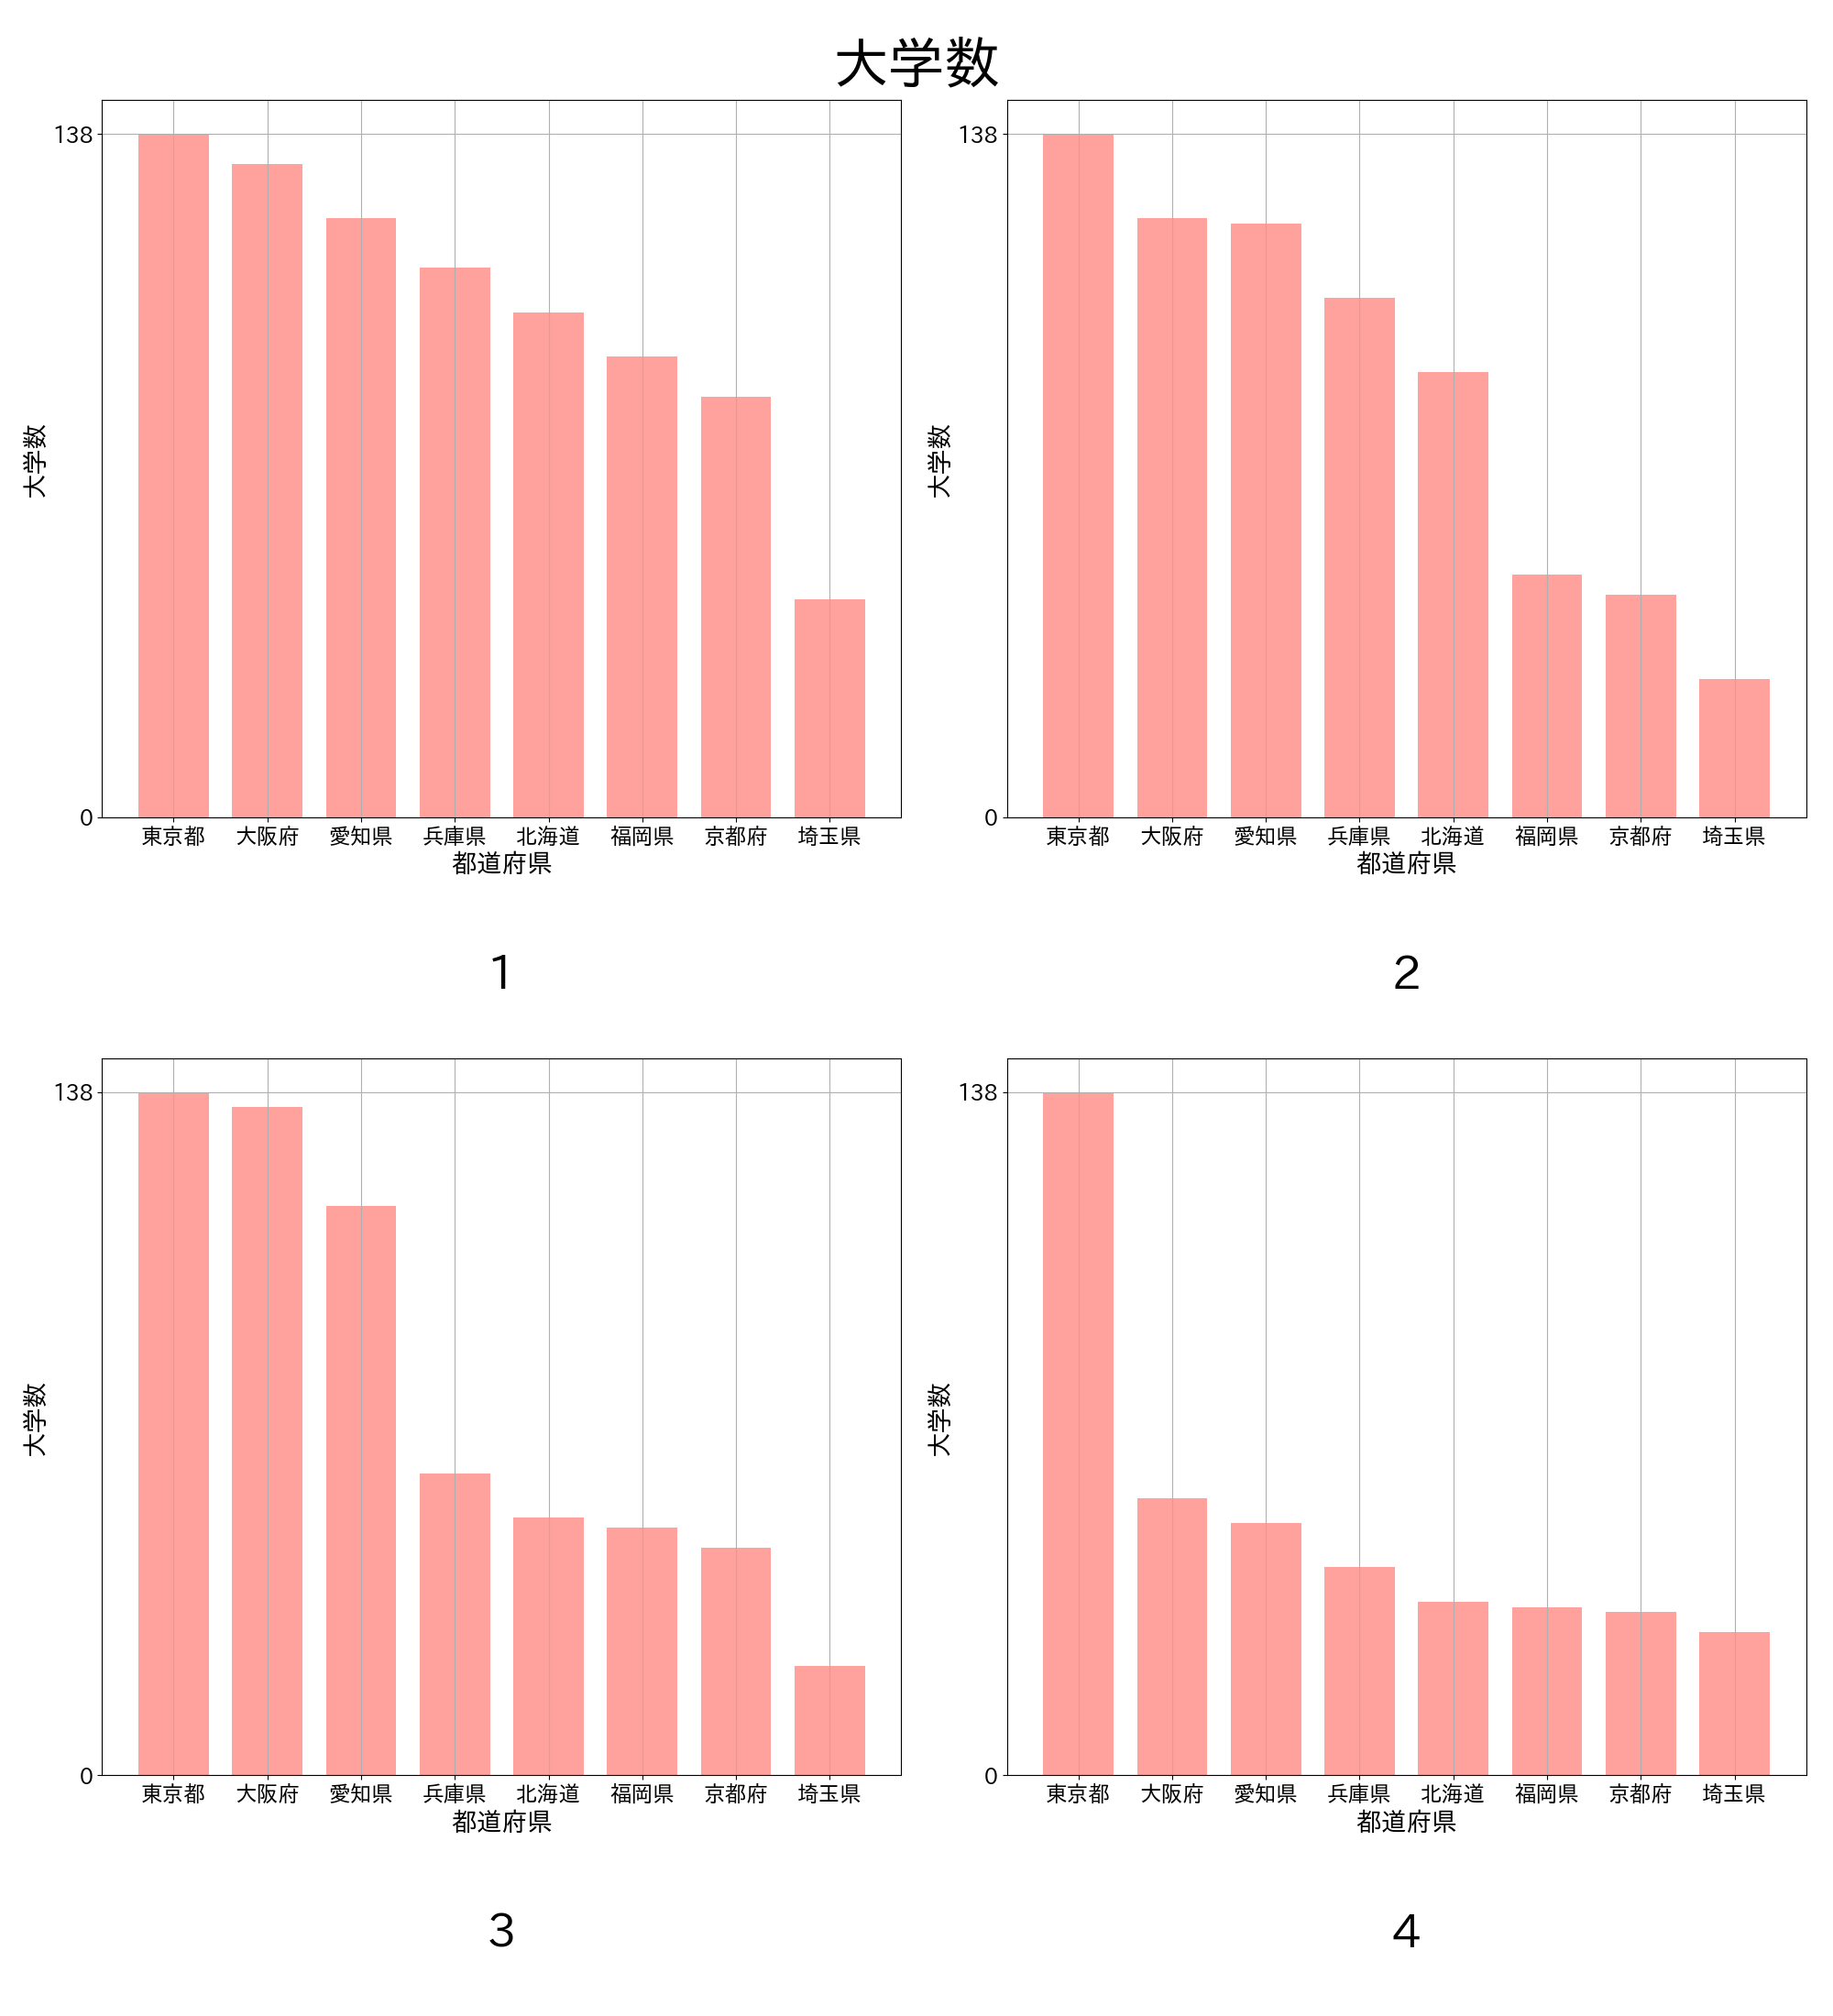 大学数
138
0
大学数
東京都 大阪府 愛知県 兵庫県 北海道 福岡県 京都府 埼玉県
都道府県
1
138
0
大学数
東京都 大阪府 愛知県 兵庫県 北海道 福岡県 京都府 埼玉県
都道府県
2
138
0
大学数
東京都 大阪府 愛知県 兵庫県 北海道 福岡県 京都府 埼玉県
都道府県
3
138
0
大学数
東京都 大阪府 愛知県 兵庫県 北海道 福岡県 京都府 埼玉県
都道府県
4